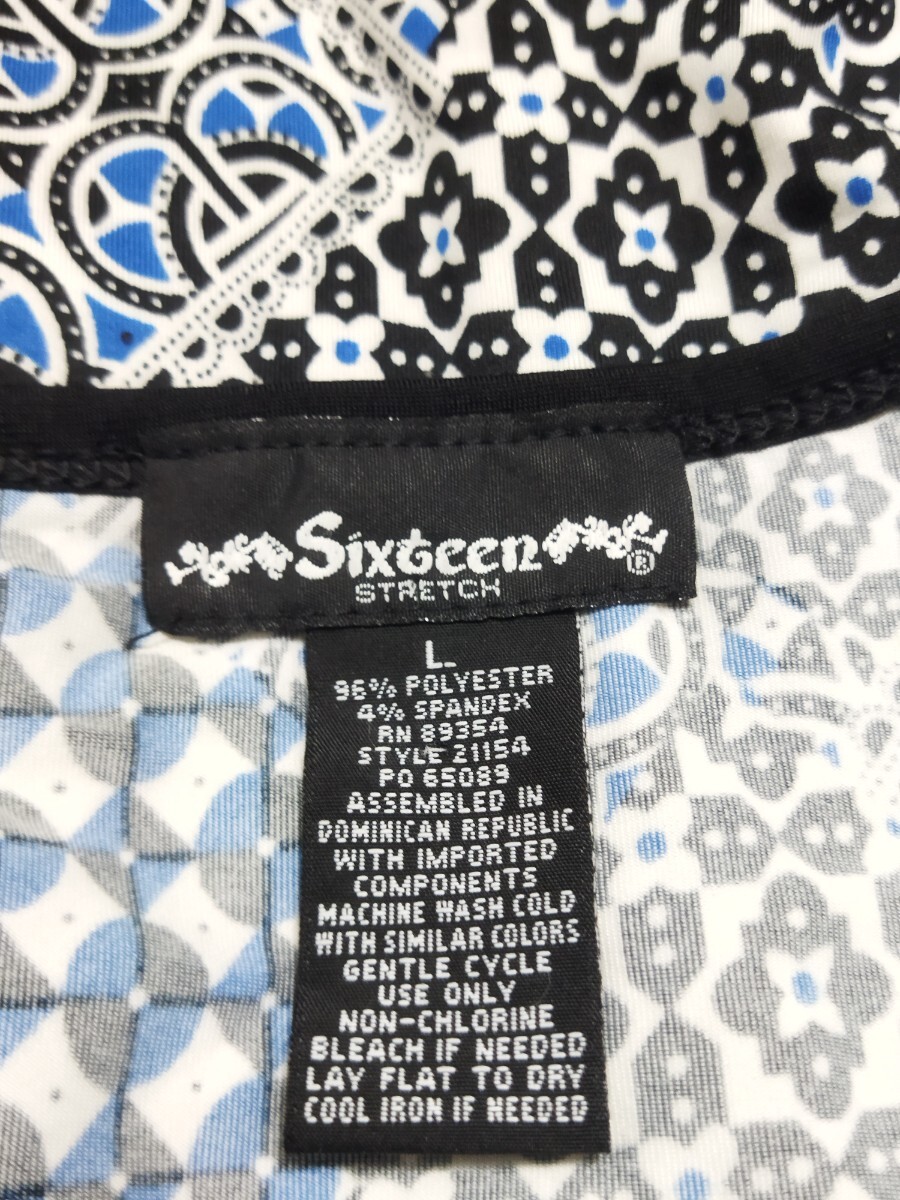 Sixteen®
STRETCH
L
96% POLYESTER
4% SPANDEX
RN 89354
STYLE 21154
PO 65089
ASSEMBLED IN
DOMINICAN REPUBLIC
WITH IMPORTED
COMPONENTS
MACHINE WASH COLD
WITH SIMILAR COLORS
GENTLE CYCLE
USE ONLY
NON-CHLORINE
BLEACH IF NEEDED
LAY FLAT TO DRY
COOL IRON IF NEEDED